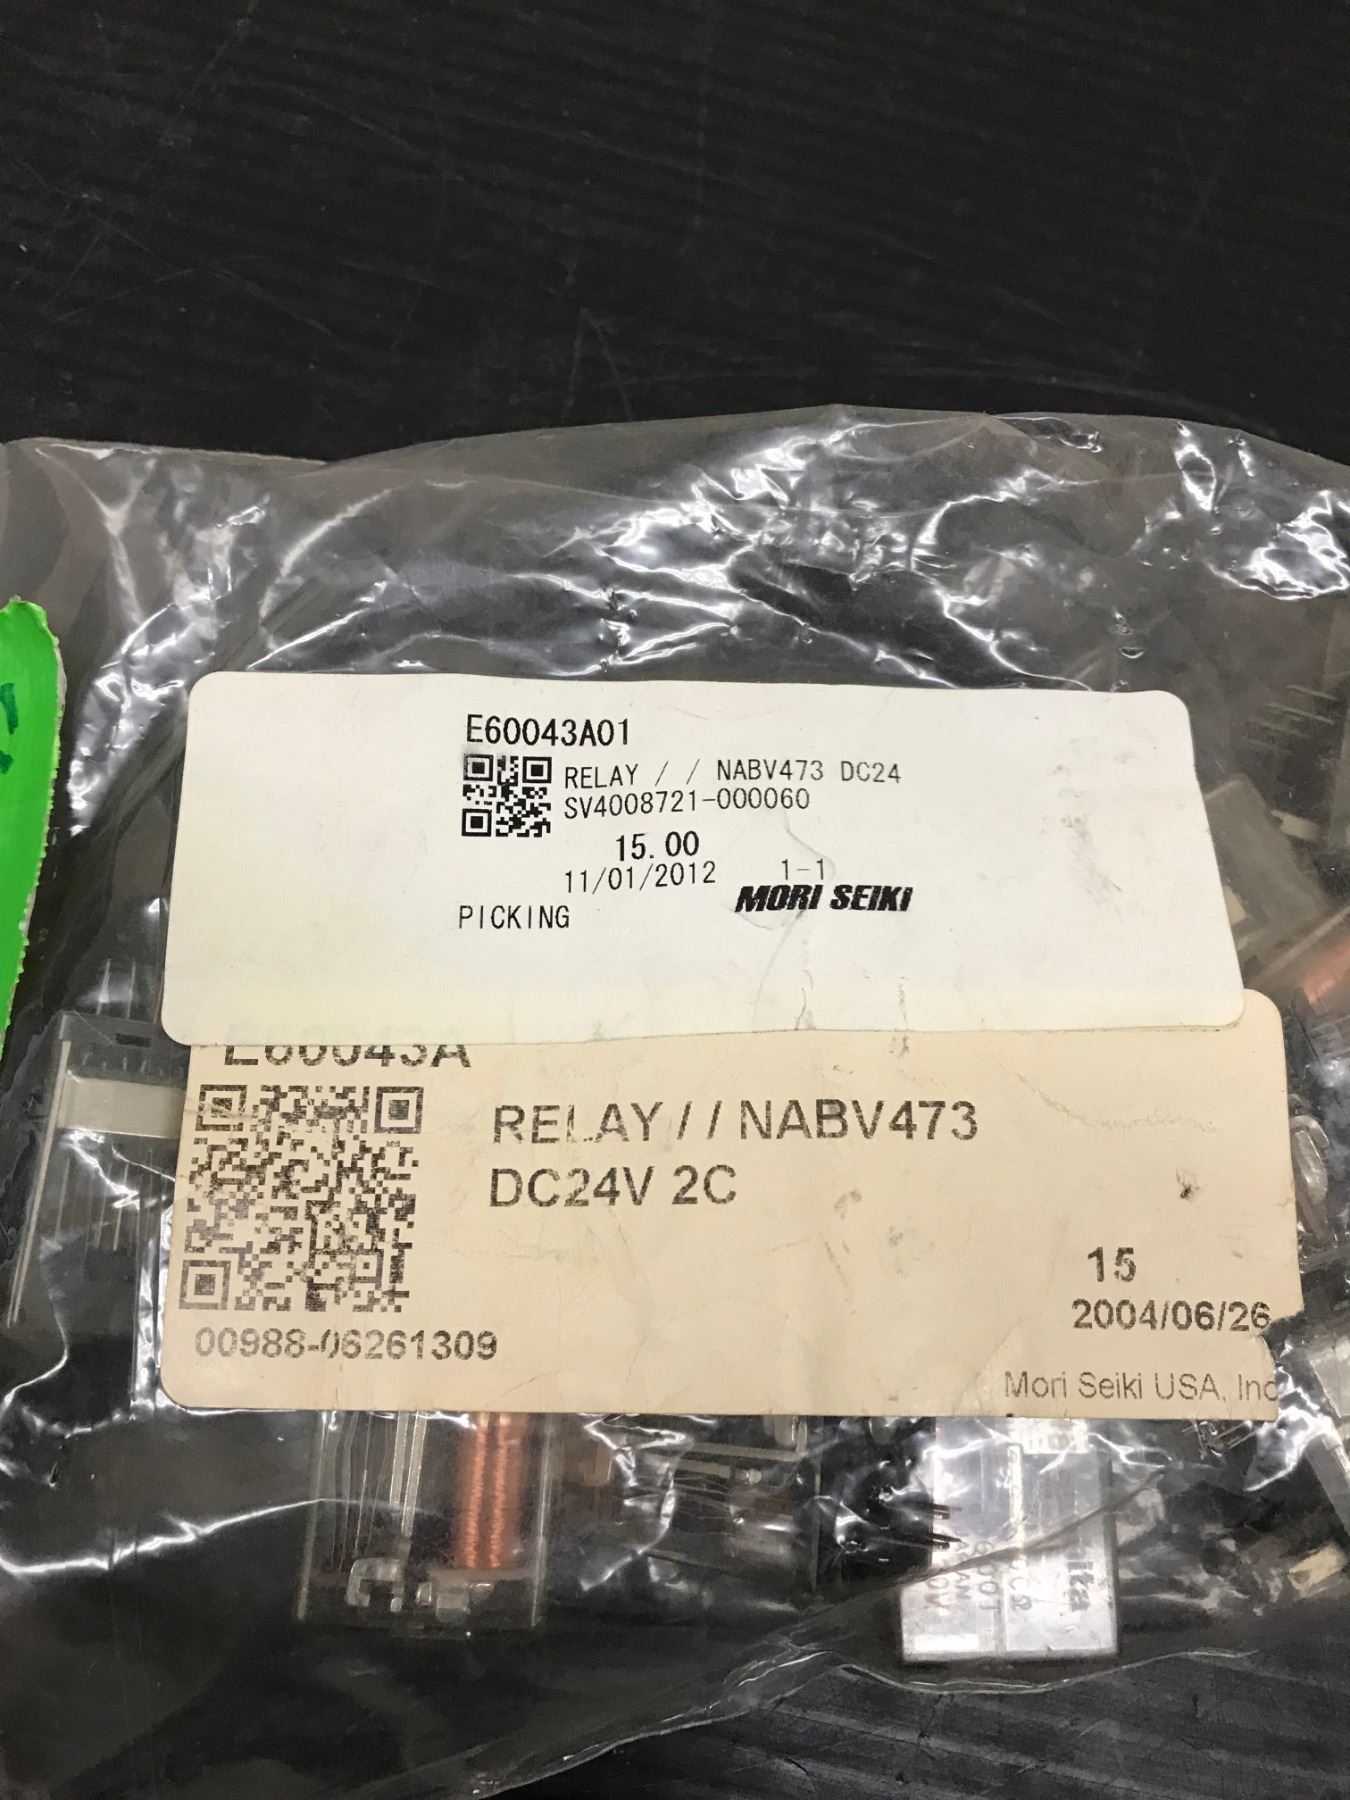 E60043A01
RELAY / / NABV473 DC24
SV4008721-000060
15.00
11/01/2012 1-1
MORI SEIKI
PICKING
E60043A
RELAY / / NABV473
DC24V 2C
15
2004/06/26
00988-06261309
Mori Seiki USA, Inc